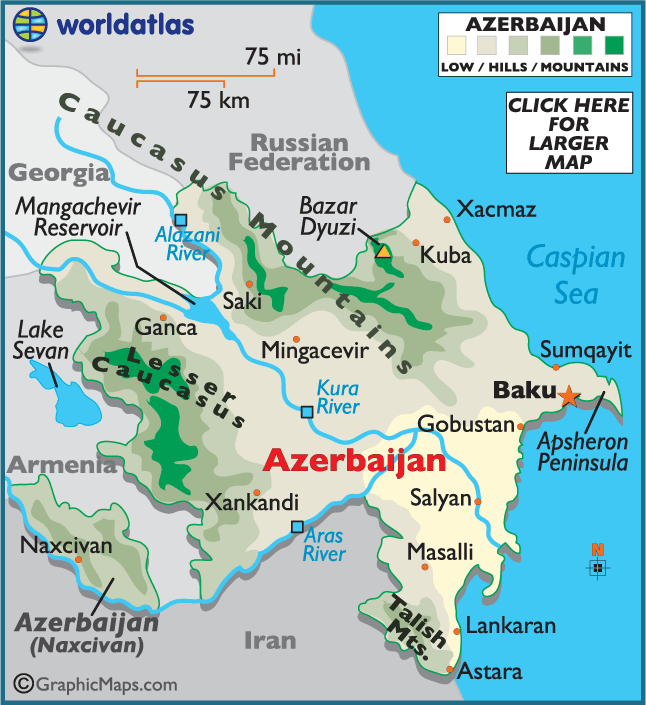 worldatlas
75 mi
75 km
AZERBAIJAN
LOW / HILLS / MOUNTAINS
CLICK HERE
FOR
LARGER
MAP
Caucasus Mountains
Russian
Federation
Georgia
Mangachevir
Reservoir
Alazani
River
Bazar
Dyuzi
Xacmaz
Kuba
Caspian
Sea
Saki
Ganca
Mingacevir
Lake
Sevan
Lesser
Caucasus
Sumqayit
Kura
River
Baku
Gobustan
Apsheron
Peninsula
Azerbaijan
Armenia
Xankandi
Salyan
Aras
River
Naxcivan
Masalli
N
Azerbaijan
(Naxcivan)
Talish
Mts.
Lankaran
Iran
Astara
©GraphicMaps.com